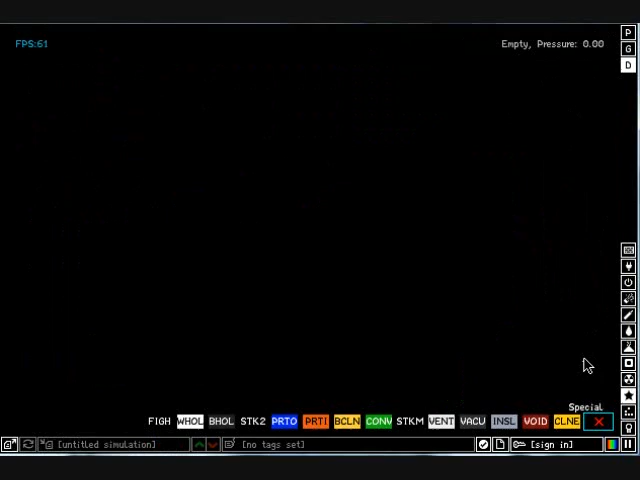 FPS:61
Empty, Pressure: 0.00
P
G
D
Special
FIGH WHOL BHOL STK2 PRTO PRTI BCLN CONV STKM VENT VACU INSL VOID CLNE
[untitled simulation] [no tags set] [sign in]